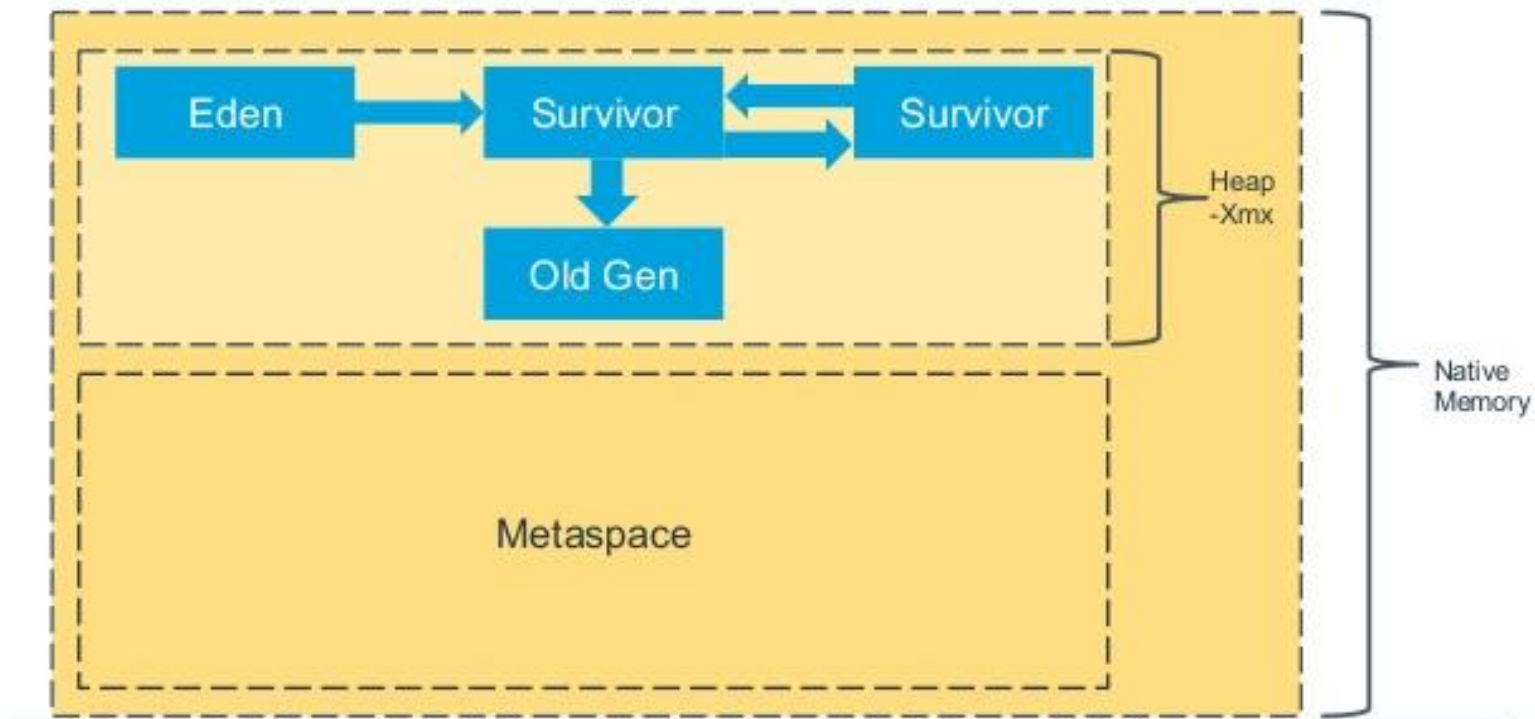 Eden
Survivor
Survivor
Old Gen
Heap
-Xmx
Metaspace
Native
Memory